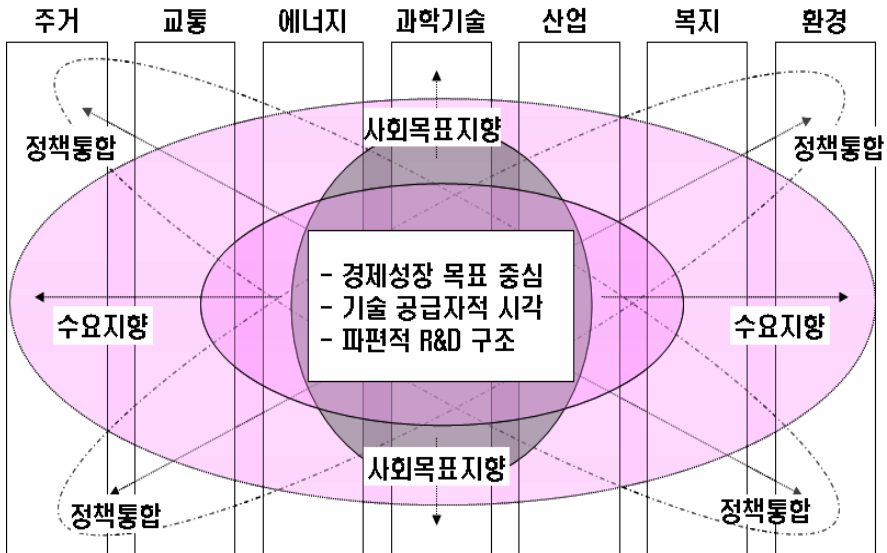 주거 교통 에너지 과학기술 산업 복지 환경
사회목표지향
정책통합
정책통합
- 경제성장 목표 중심
- 기술 공급자적 시각
- 파편적 R&D 구조
수요지향
수요지향
사회목표지향
정책통합
정책통합